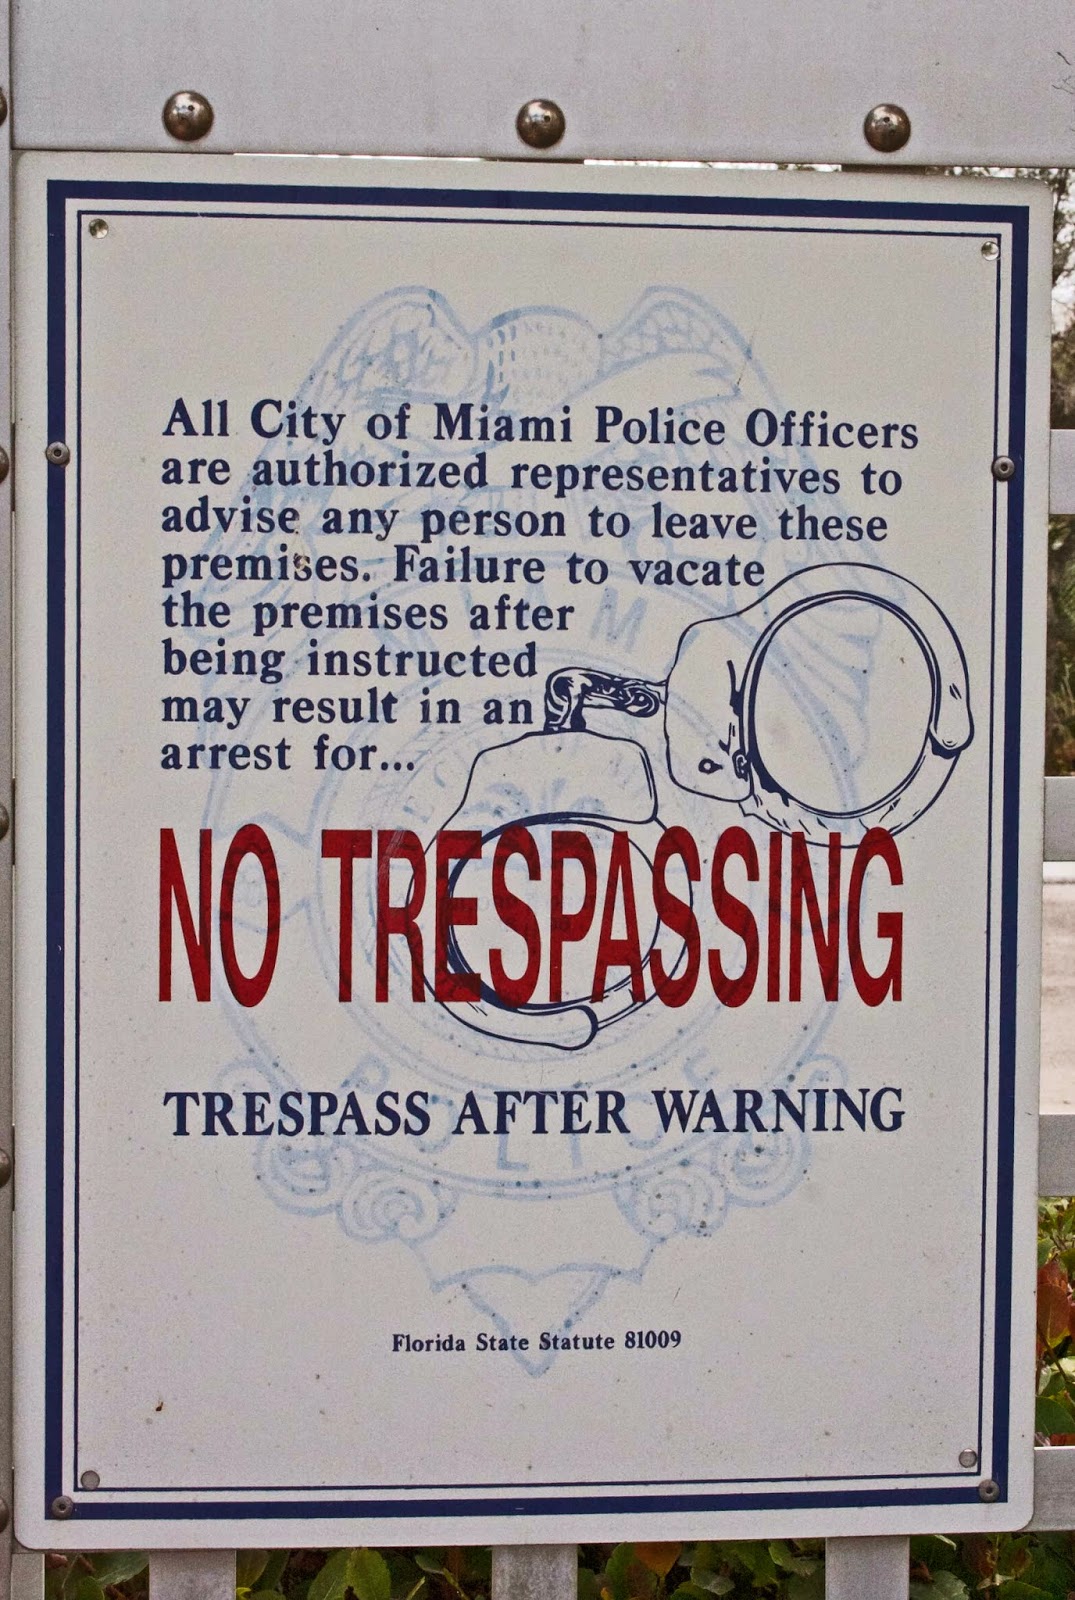 All City of Miami Police Officers
are authorized representatives to
advise any person to leave these
premises. Failure to vacate
the premises after
being instructed
may result in an
arrest for...
NO TRESPASSING
TRESPASS AFTER WARNING
POLICE
Florida State Statute 81009